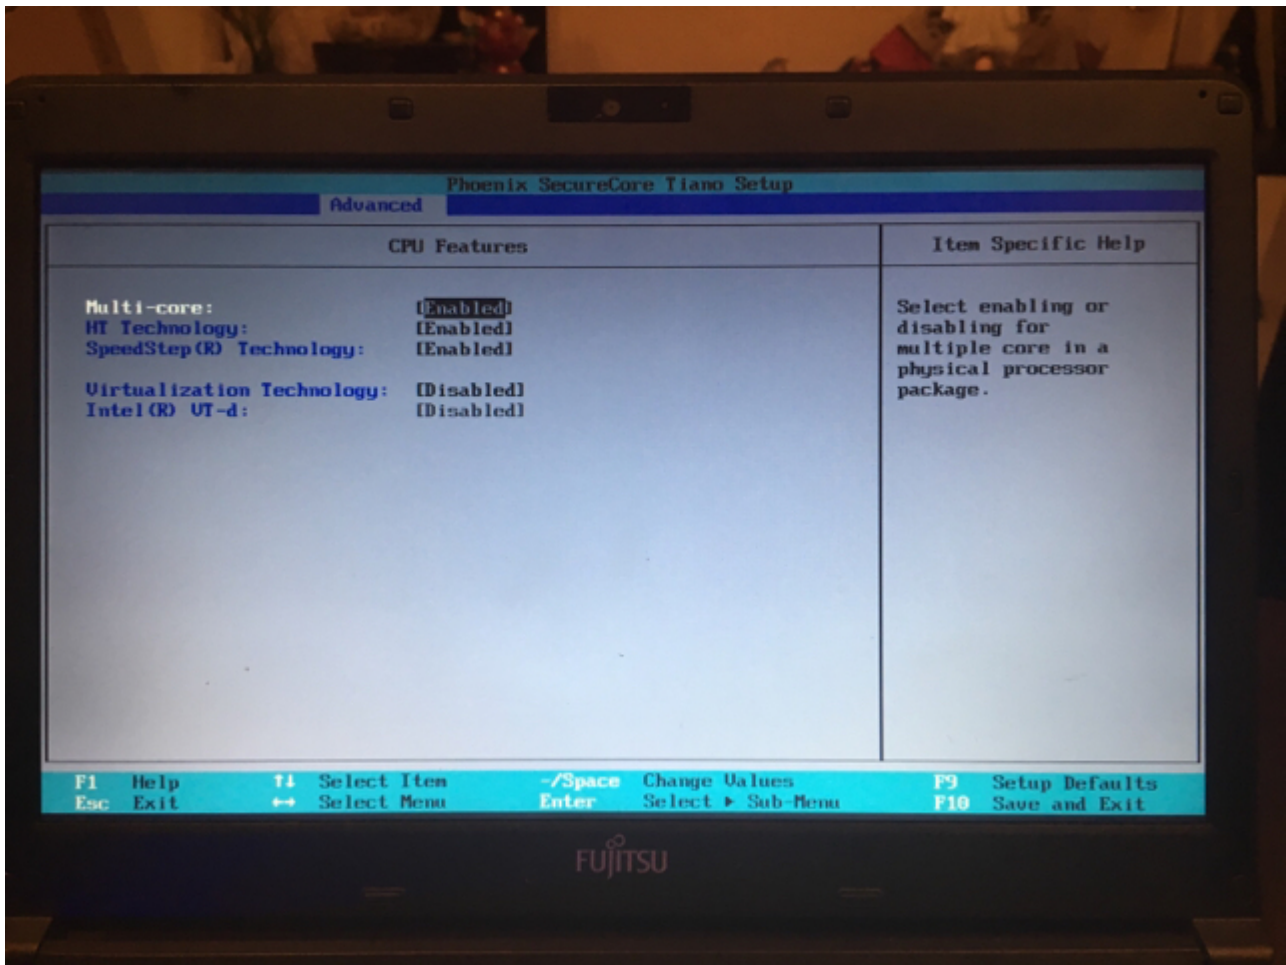 Phoenix SecureCore Tiano Setup
Advanced
CPU Features
Multi-core: [Enabled]
HT Technology: [Enabled]
SpeedStep(R) Technology: [Enabled]
Virtualization Technology: [Disabled]
Intel(R) VT-d: [Disabled]
Item Specific Help
Select enabling or
disabling for
multiple core in a
physical processor
package.
F1 Help ↑↓ Select Item -/Space Change Values F9 Setup Defaults
Esc Exit ↔ Select Menu Enter Select ▶ Sub-Menu F10 Save and Exit
FUJITSU